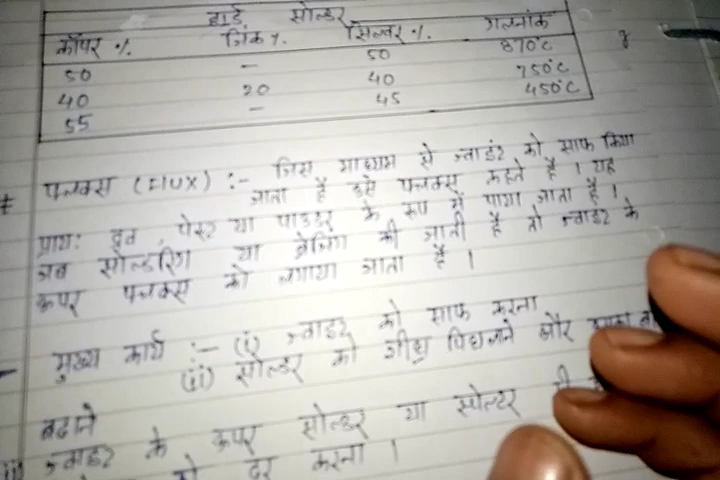 हार्ड सोल्डर
कॉपर % जिंक % सिल्वर % गलनांक
50 — 50 870°C
40 20 40 750°C
55 — 45 450°C
# फ्लक्स (Flux) :- जिस माध्यम से ज्वाइंट को साफ किया
जाता है उसे फ्लक्स कहते है। यह
प्राय: द्रव, पेस्ट या पाउडर के रूप में पाया जाता है।
जब सोल्डरिंग या ब्रेजिंग की जाती है तो ज्वाइंट के
ऊपर फ्लक्स को लगाया जाता है।
मुख्य कार्य :- (i) ज्वाइंट को साफ करना
(ii) सोल्डर को शीघ्र पिघलने और
बढाने
ज्वाइंट के ऊपर सोल्डर या स्पेल्टर
दूर करना।